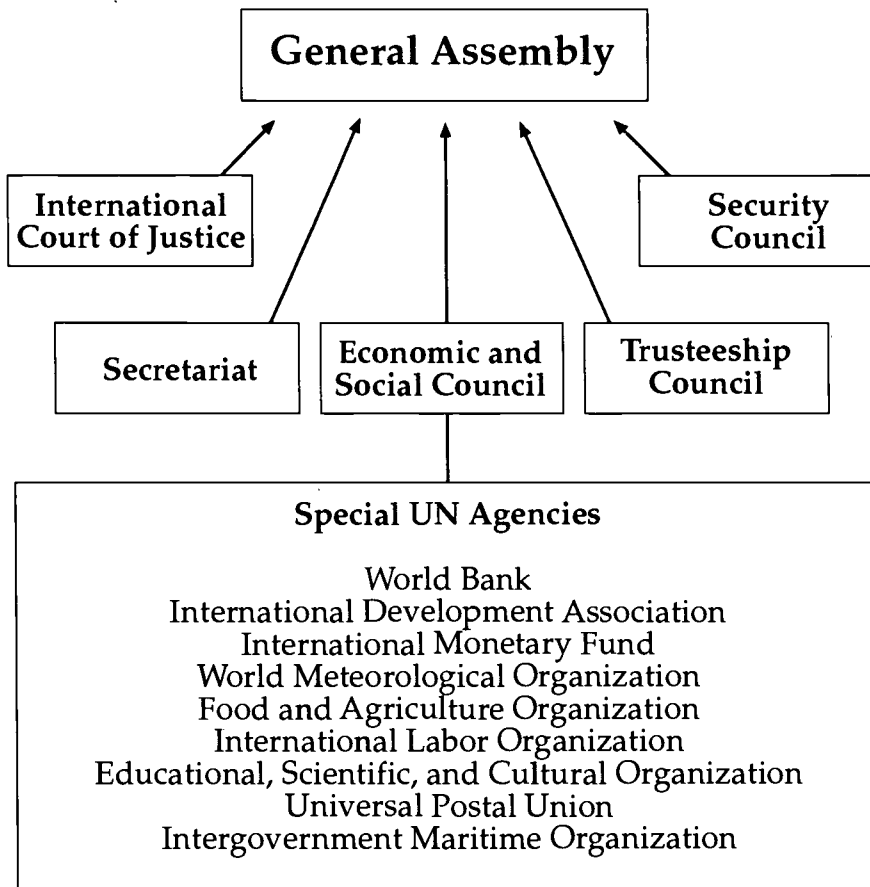 General Assembly
International
Court of Justice
Security
Council
Secretariat
Economic and
Social Council
Trusteeship
Council
Special UN Agencies
World Bank
International Development Association
International Monetary Fund
World Meteorological Organization
Food and Agriculture Organization
International Labor Organization
Educational, Scientific, and Cultural Organization
Universal Postal Union
Intergovernment Maritime Organization